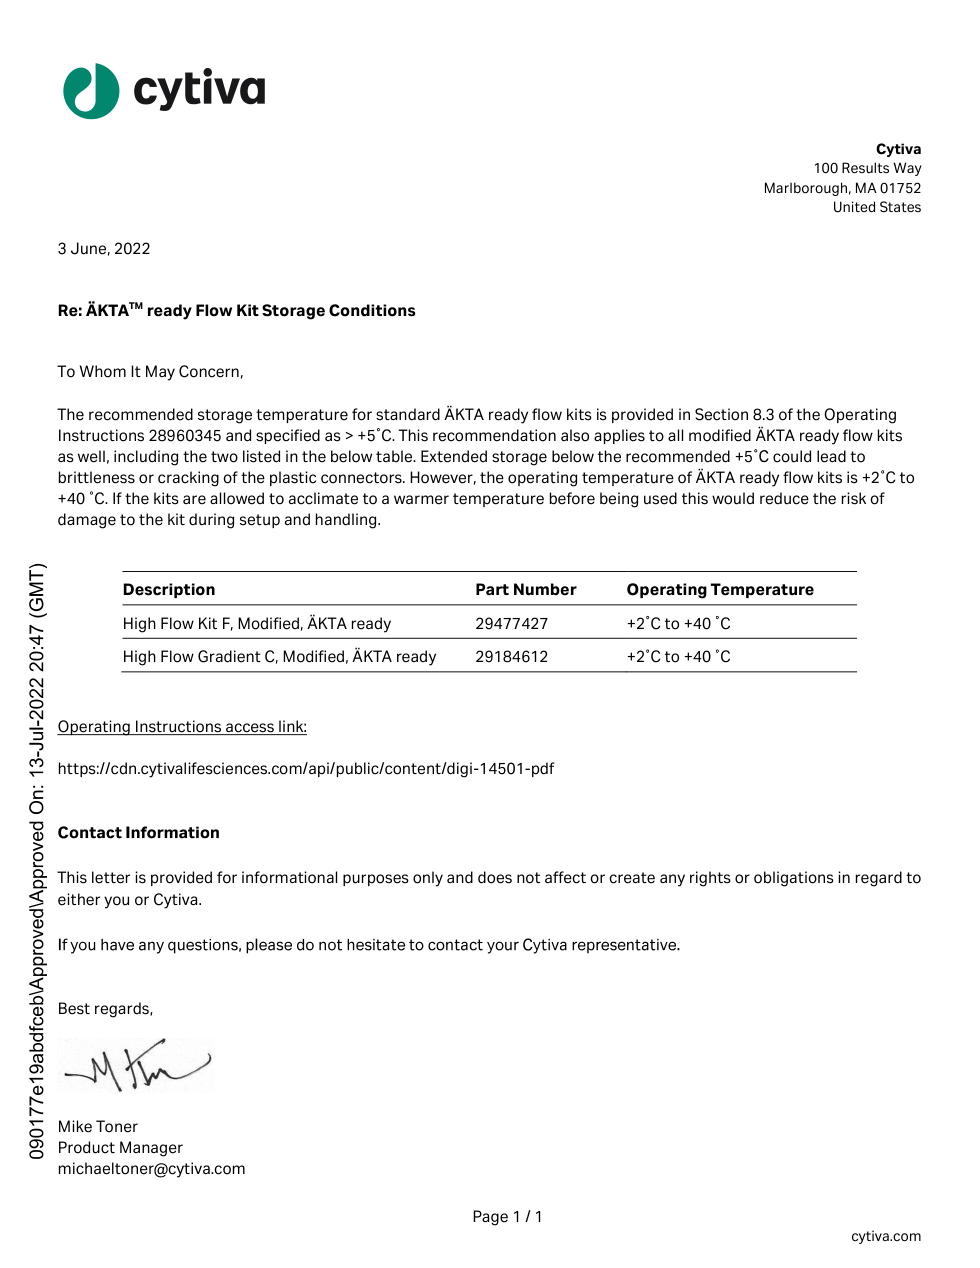 cytiva
Cytiva
100 Results Way
Marlborough, MA 01752
United States
3 June, 2022
Re: ÄKTA™ ready Flow Kit Storage Conditions
To Whom It May Concern,
The recommended storage temperature for standard ÄKTA ready flow kits is provided in Section 8.3 of the Operating
Instructions 28960345 and specified as > +5˚C. This recommendation also applies to all modified ÄKTA ready flow kits
as well, including the two listed in the below table. Extended storage below the recommended +5˚C could lead to
brittleness or cracking of the plastic connectors. However, the operating temperature of ÄKTA ready flow kits is +2˚C to
+40 ˚C. If the kits are allowed to acclimate to a warmer temperature before being used this would reduce the risk of
damage to the kit during setup and handling.
Description Part Number Operating Temperature
High Flow Kit F, Modified, ÄKTA ready 29477427 +2˚C to +40 ˚C
High Flow Gradient C, Modified, ÄKTA ready 29184612 +2˚C to +40 ˚C
Operating Instructions access link:
https://cdn.cytivalifesciences.com/api/public/content/digi-14501-pdf
Contact Information
This letter is provided for informational purposes only and does not affect or create any rights or obligations in regard to
either you or Cytiva.
If you have any questions, please do not hesitate to contact your Cytiva representative.
Best regards,
Mike Toner
Product Manager
michaeltoner@cytiva.com
Page 1 / 1
cytiva.com
090177e19abdfceb\Approved\Approved On: 13-Jul-2022 20:47 (GMT)